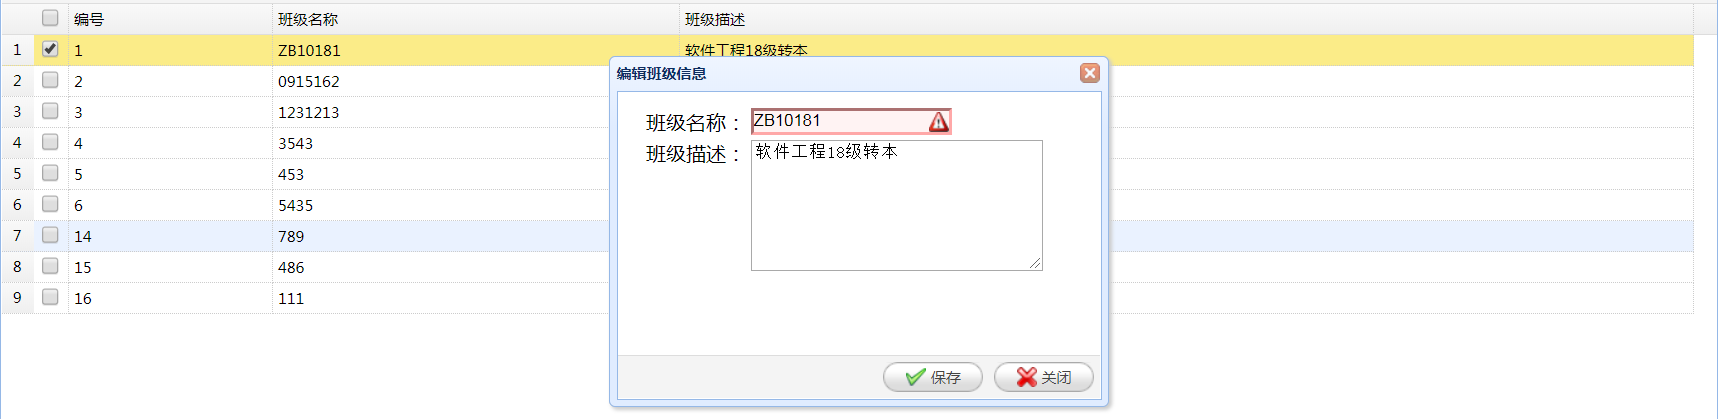 编号 班级名称 班级描述
1 1 ZB10181 软件工程18级转本
2 2 0915162
3 3 1231213
4 4 3543
5 5 453
6 6 5435
7 14 789
8 15 486
9 16 111
编辑班级信息
班级名称： ZB10181
班级描述： 软件工程18级转本
保存 关闭